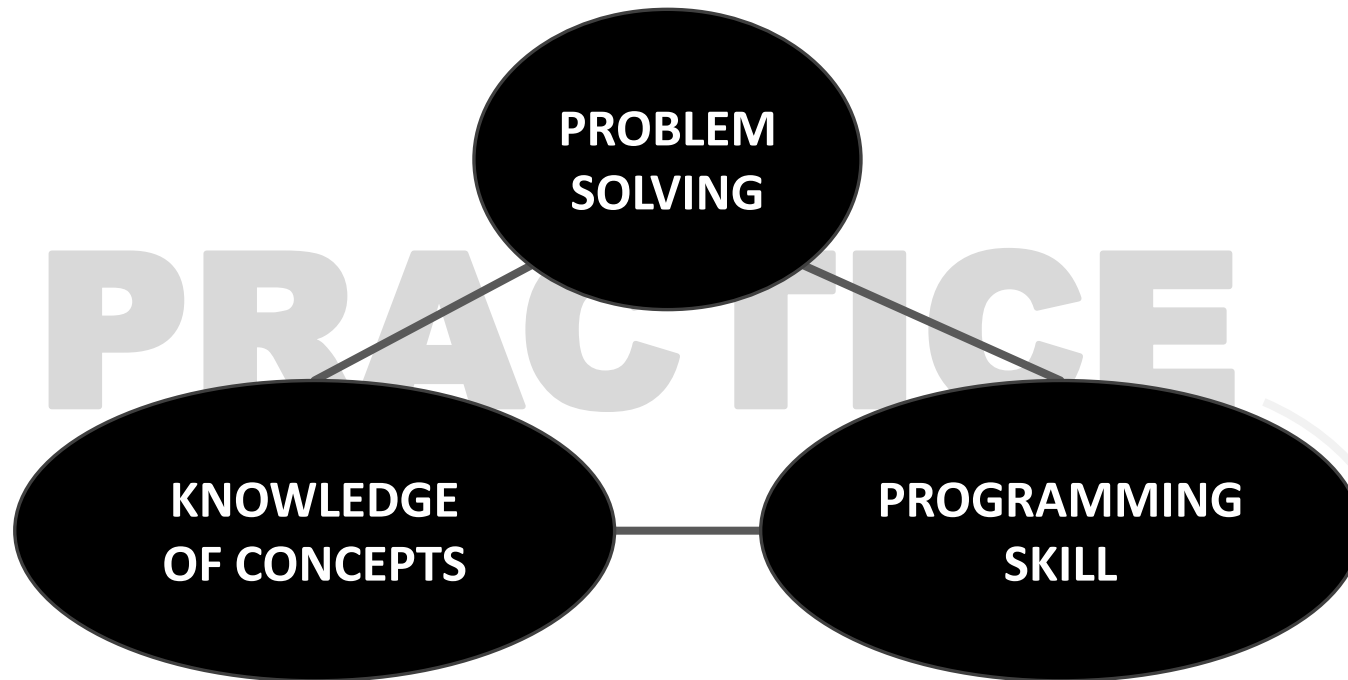 PROBLEM
SOLVING
PRACTICE
KNOWLEDGE
OF CONCEPTS
PROGRAMMING
SKILL